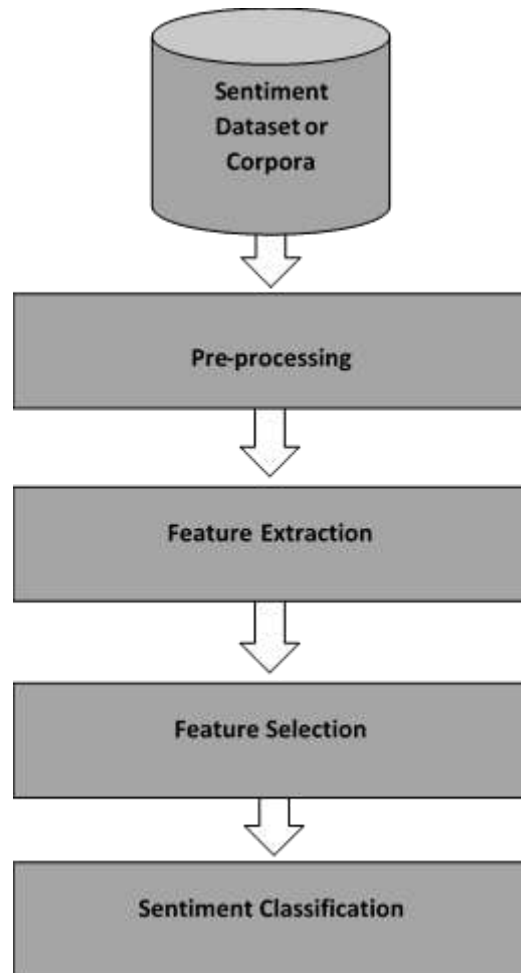 Sentiment
Dataset or
Corpora
Pre-processing
Feature Extraction
Feature Selection
Sentiment Classification